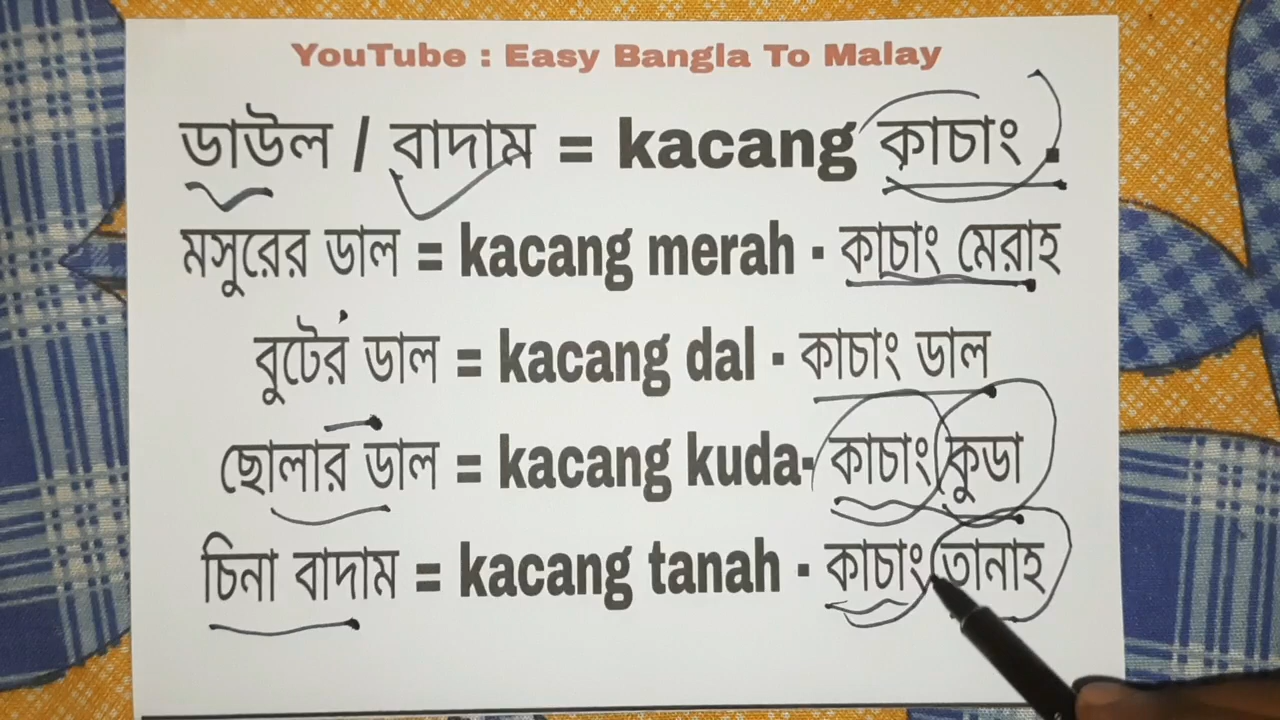 YouTube : Easy Bangla To Malay
ডাউল / বাদাম = kacang কাচাং
মসুরের ডাল = kacang merah - কাচাং মেরাহ
বুটের ডাল = kacang dal - কাচাং ডাল
ছোলার ডাল = kacang kuda- কাচাং কুডা
চিনা বাদাম = kacang tanah - কাচাং তানাহ